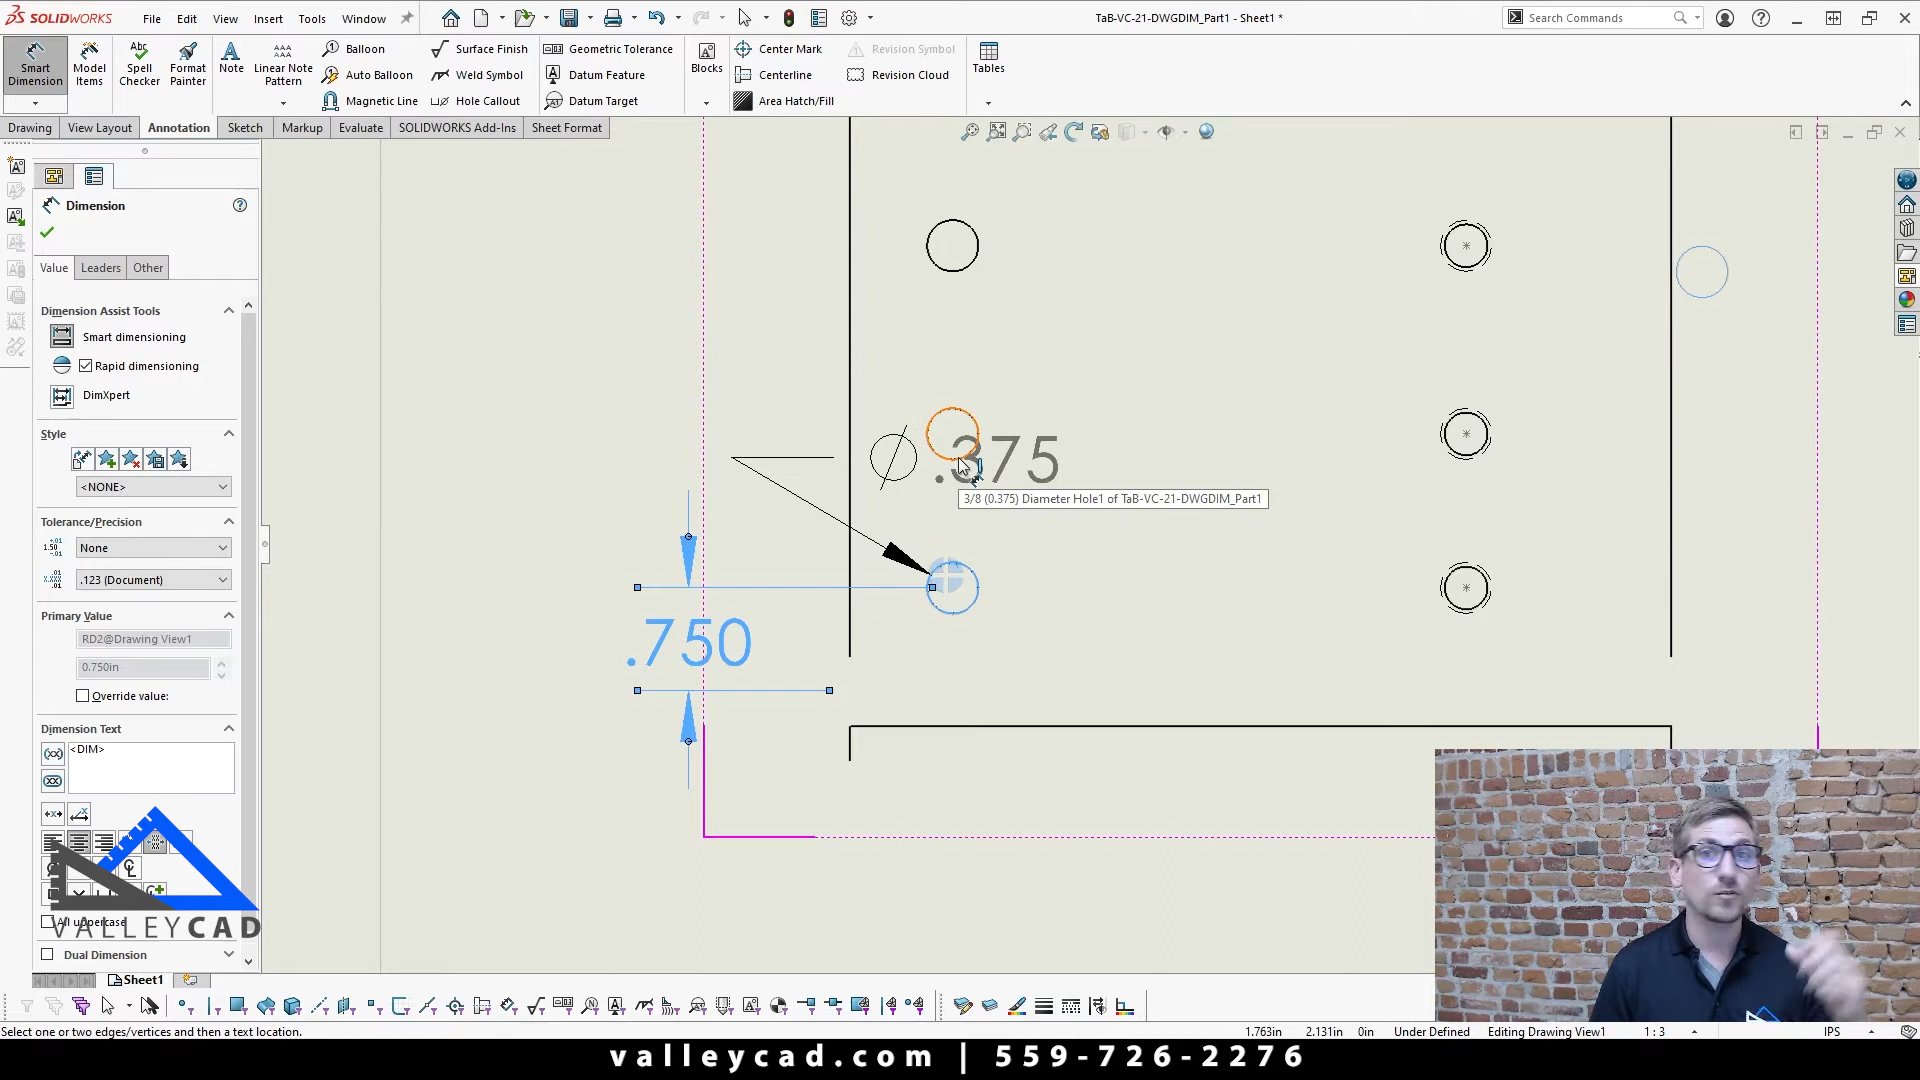 SOLIDWORKS
File
Edit
View
Insert
Tools
Window
TaB-VC-21-DWGDIM_Part1 - Sheet1 *
Search Commands
Smart Dimension
Model Items
Spell Checker
Format Painter
Note
Linear Note Pattern
Balloon
Auto Balloon
Magnetic Line
Surface Finish
Weld Symbol
Hole Callout
Geometric Tolerance
Datum Feature
Datum Target
Blocks
Center Mark
Centerline
Area Hatch/Fill
Revision Symbol
Revision Cloud
Tables
Drawing
View Layout
Annotation
Sketch
Markup
Evaluate
SOLIDWORKS Add-Ins
Sheet Format
Dimension
Value
Leaders
Other
Dimension Assist Tools
Smart dimensioning
Rapid dimensioning
DimXpert
Style
<NONE>
Tolerance/Precision
None
.123 (Document)
Primary Value
RD2@Drawing View1
0.750in
Override value:
Dimension Text
<DIM>
All uppercase
VALLEYCAD
Dual Dimension
⌀ .375
3/8 (0.375) Diameter Hole1 of TaB-VC-21-DWGDIM_Part1
.750
Sheet1
Select one or two edges/vertices and then a text location.
1.763in
2.131in
0in
Under Defined
Editing Drawing View1
1 : 3
IPS
valleycad.com | 559-726-2276